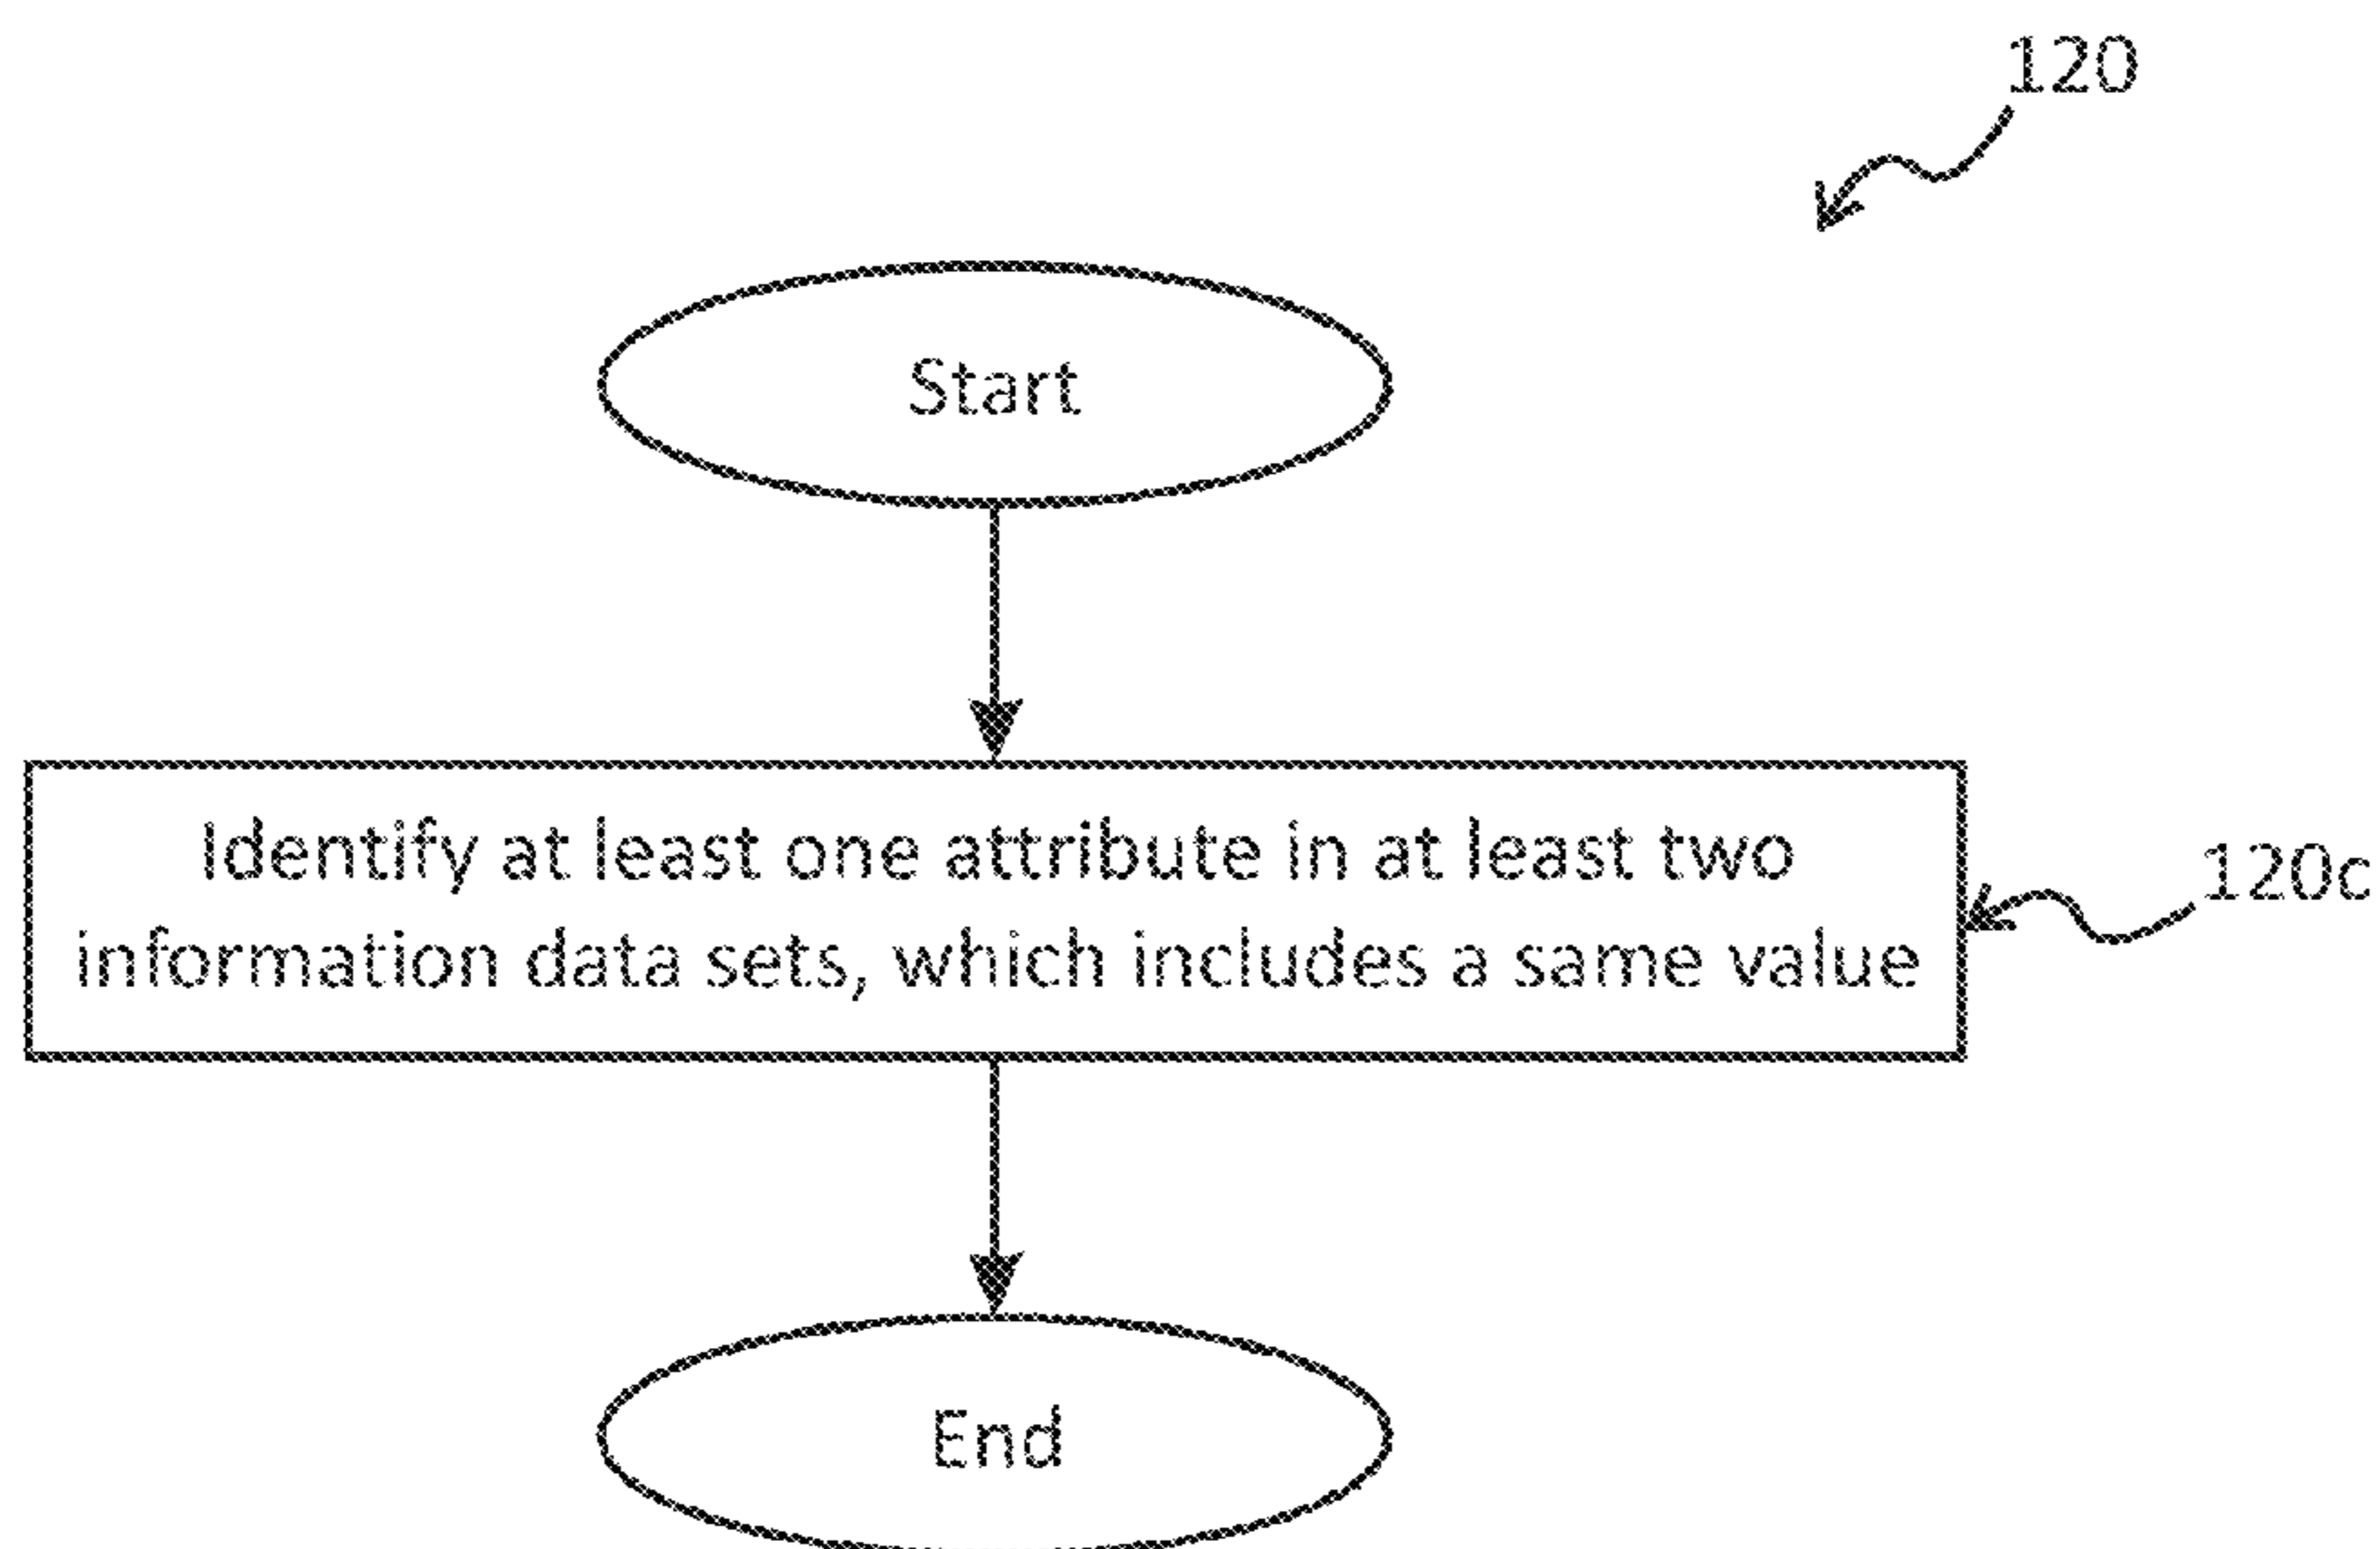 120
Start
Identify at least one attribute in at least two
information data sets, which includes a same value
120c
End